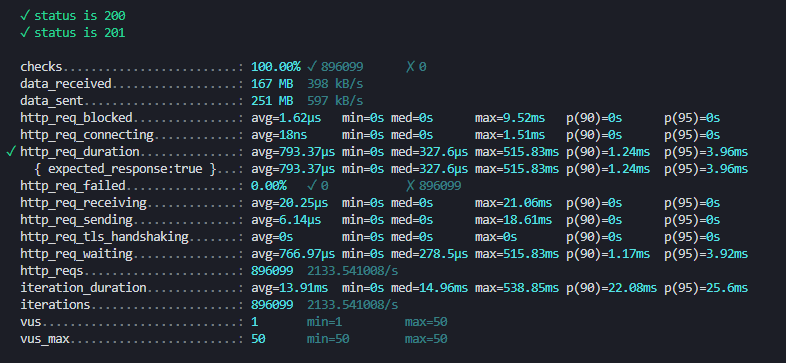 ✓ status is 200
✓ status is 201
checks.........................: 100.00% ✓ 896099 ✗ 0
data_received..................: 167 MB 398 kB/s
data_sent......................: 251 MB 597 kB/s
http_req_blocked...............: avg=1.62µs min=0s med=0s max=9.52ms p(90)=0s p(95)=0s
http_req_connecting............: avg=18ns min=0s med=0s max=1.51ms p(90)=0s p(95)=0s
✓ http_req_duration..............: avg=793.37µs min=0s med=327.6µs max=515.83ms p(90)=1.24ms p(95)=3.96ms
{ expected_response:true }...: avg=793.37µs min=0s med=327.6µs max=515.83ms p(90)=1.24ms p(95)=3.96ms
http_req_failed................: 0.00% ✓ 0 ✗ 896099
http_req_receiving.............: avg=20.25µs min=0s med=0s max=21.06ms p(90)=0s p(95)=0s
http_req_sending...............: avg=6.14µs min=0s med=0s max=18.61ms p(90)=0s p(95)=0s
http_req_tls_handshaking.......: avg=0s min=0s med=0s max=0s p(90)=0s p(95)=0s
http_req_waiting...............: avg=766.97µs min=0s med=278.5µs max=515.83ms p(90)=1.17ms p(95)=3.92ms
http_reqs......................: 896099 2133.541008/s
iteration_duration.............: avg=13.91ms min=0s med=14.96ms max=538.85ms p(90)=22.08ms p(95)=25.6ms
iterations.....................: 896099 2133.541008/s
vus............................: 1 min=1 max=50
vus_max........................: 50 min=50 max=50